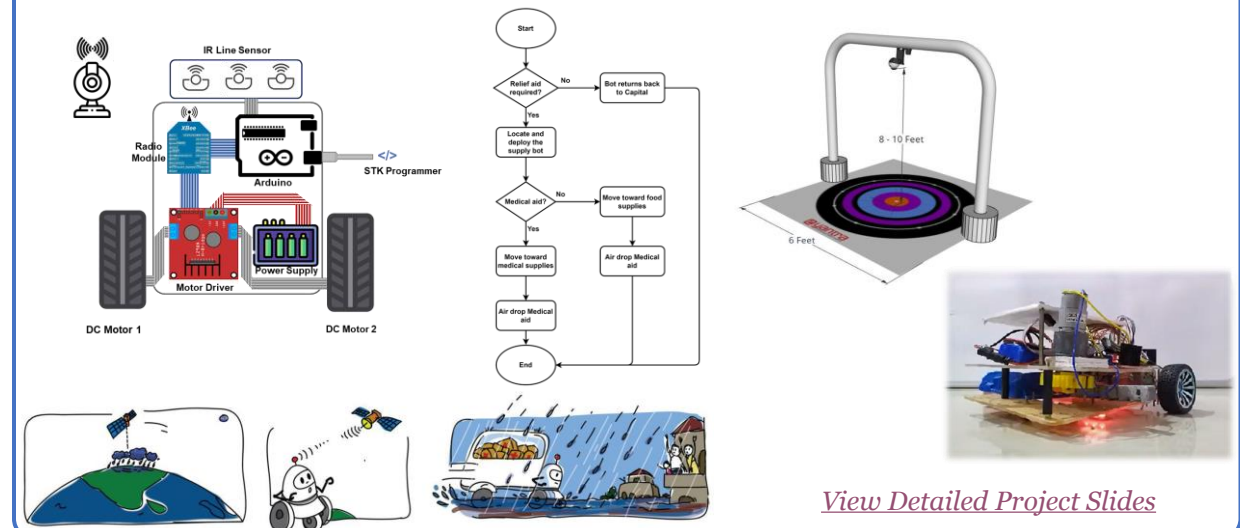 IR Line Sensor
XBee
Radio
Module
Arduino
</>
STK Programmer
Motor Driver
Power Supply
DC Motor 1
DC Motor 2
Start
Relief aid
required?
No
Bot returns back
to Capital
Yes
Locate and
deploy the
supply bot
Medical aid?
No
Move toward food
supplies
Yes
Move toward
medical supplies
Air drop Medical
aid
Air drop Medical
aid
End
8 - 10 Feet
6 Feet
View Detailed Project Slides